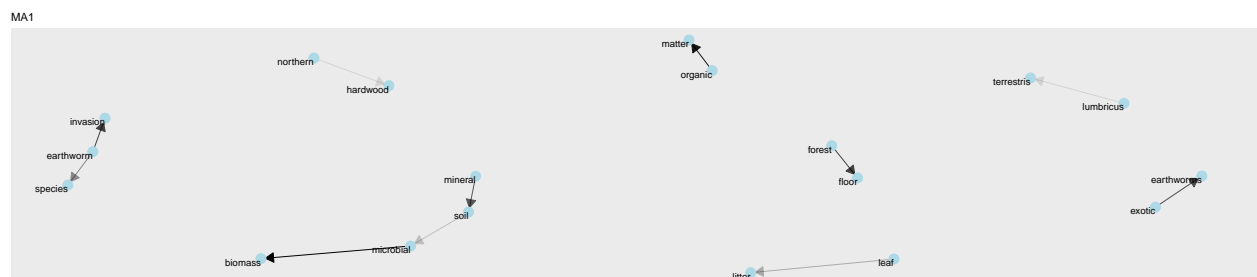 MA1
matter
northern
organic
hardwood
terrestris
lumbricus
invasion
forest
earthworm
floor
species
mineral
earthworms
exotic
soil
microbial
biomass
leaf
litter